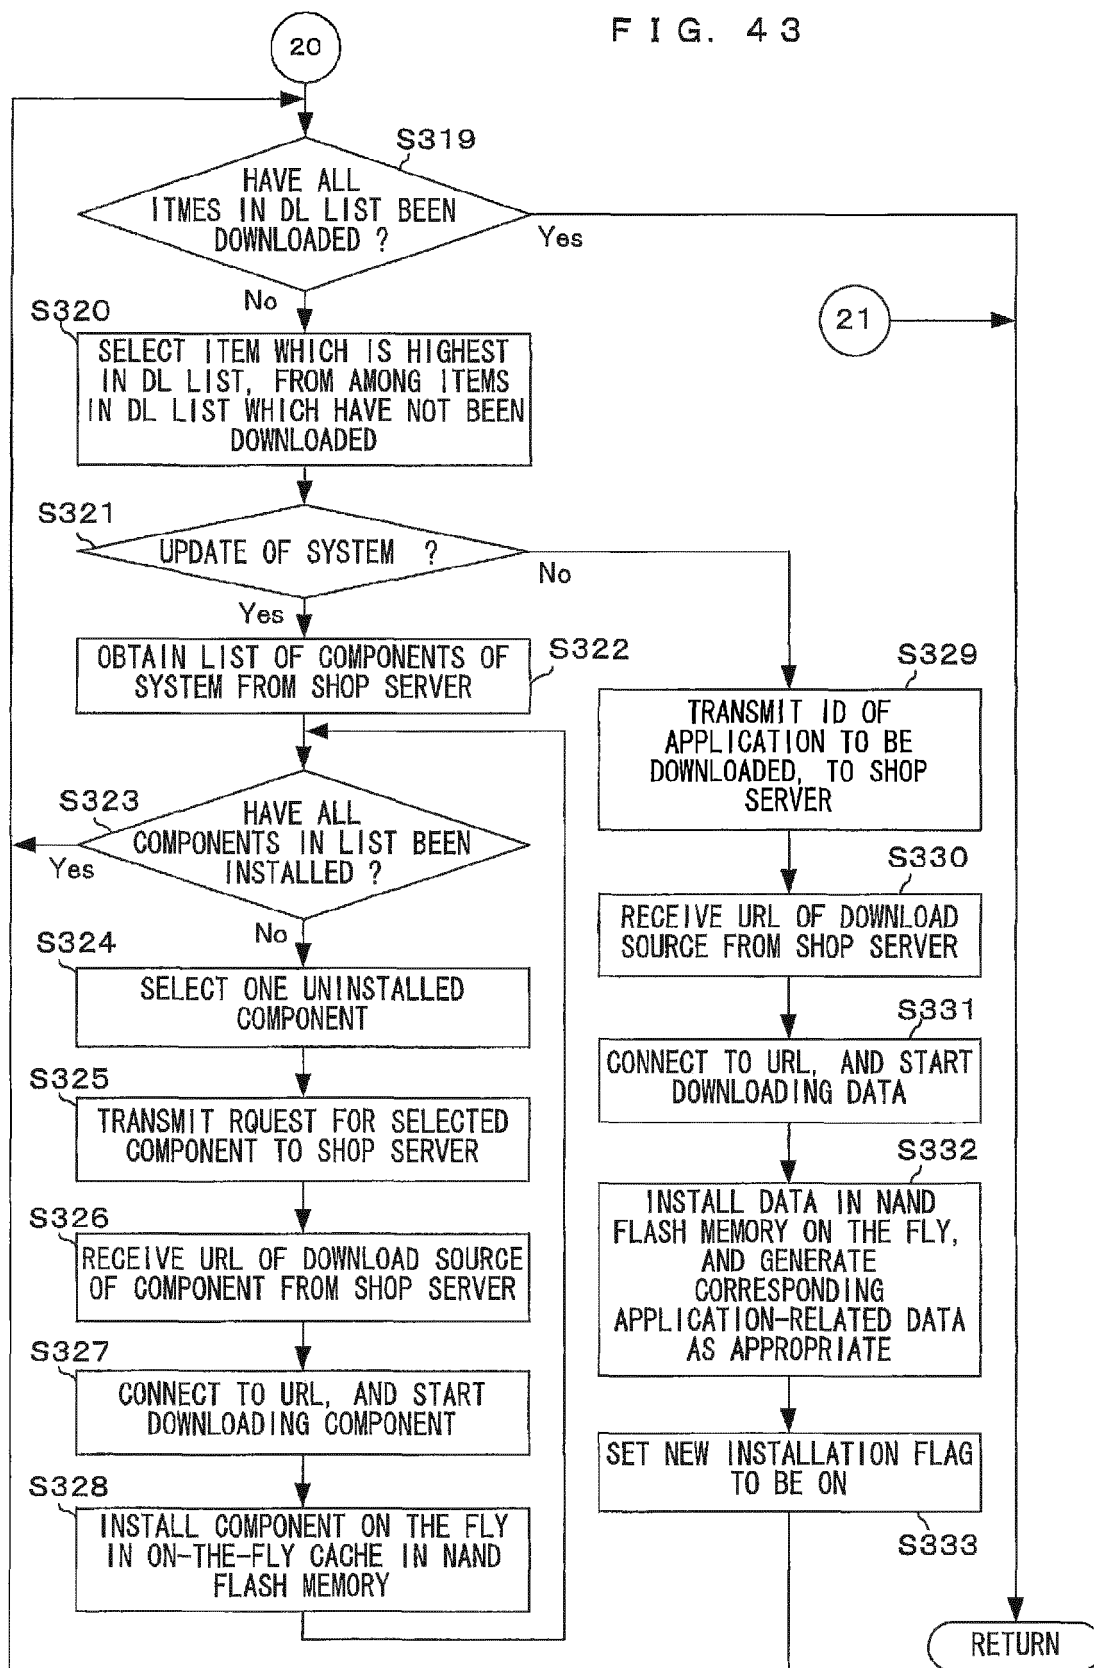 FIG. 43
20
S319
HAVE ALL
ITMES IN DL LIST BEEN
DOWNLOADED ?
Yes
No
21
S320
SELECT ITEM WHICH IS HIGHEST
IN DL LIST, FROM AMONG ITEMS
IN DL LIST WHICH HAVE NOT BEEN
DOWNLOADED
S321
UPDATE OF SYSTEM ?
No
Yes
S322
OBTAIN LIST OF COMPONENTS OF
SYSTEM FROM SHOP SERVER
S323
HAVE ALL
COMPONENTS IN LIST BEEN
INSTALLED ?
Yes
No
S324
SELECT ONE UNINSTALLED
COMPONENT
S325
TRANSMIT RQUEST FOR SELECTED
COMPONENT TO SHOP SERVER
S326
RECEIVE URL OF DOWNLOAD SOURCE
OF COMPONENT FROM SHOP SERVER
S327
CONNECT TO URL, AND START
DOWNLOADING COMPONENT
S328
INSTALL COMPONENT ON THE FLY
IN ON-THE-FLY CACHE IN NAND
FLASH MEMORY
S329
TRANSMIT ID OF
APPLICATION TO BE
DOWNLOADED, TO SHOP
SERVER
S330
RECEIVE URL OF DOWNLOAD
SOURCE FROM SHOP SERVER
S331
CONNECT TO URL, AND START
DOWNLOADING DATA
S332
INSTALL DATA IN NAND
FLASH MEMORY ON THE FLY,
AND GENERATE
CORRESPONDING
APPLICATION-RELATED DATA
AS APPROPRIATE
SET NEW INSTALLATION FLAG
TO BE ON
S333
RETURN